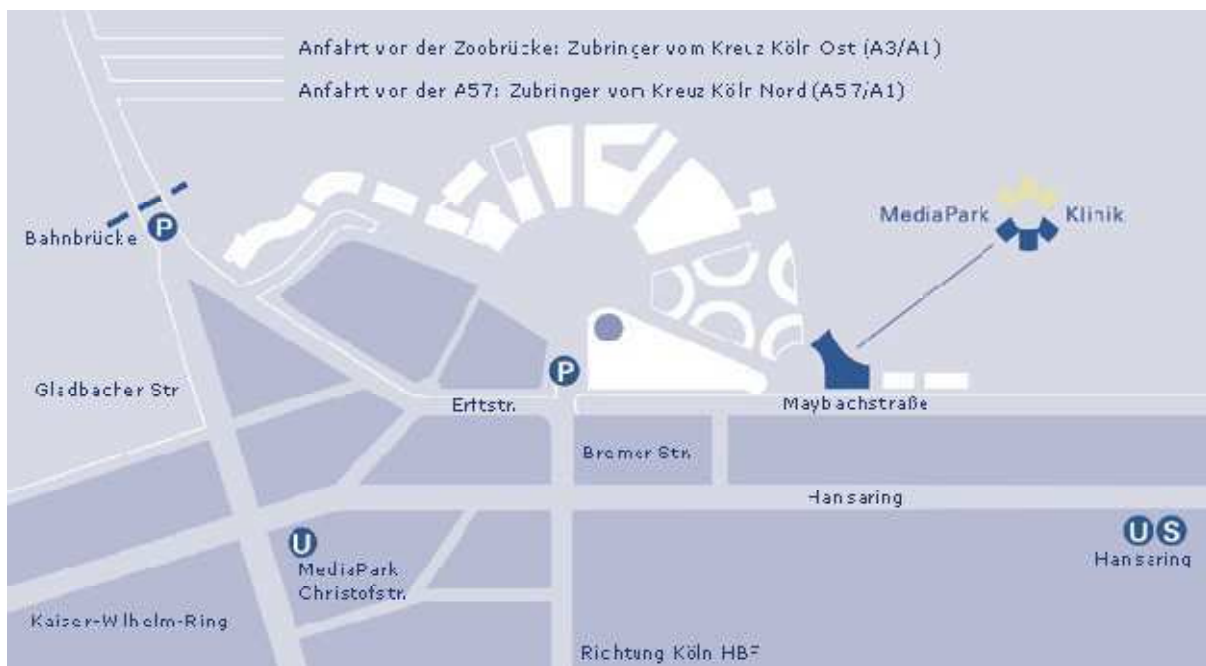 Anfahrt vor der Zoobrücke: Zubringer vom Kreuz Köln Ost (A3/A1)
Anfahrt vor der A57: Zubringer vom Kreuz Köln Nord (A57/A1)
MediaPark Klinik
P
Bahnbrücke
P
Gladbacher Str
Erftstr.
Maybachstraße
Bremer Str.
Hansaring
U
U S
MediaPark
Christofstr.
Hansaring
Kaiser-Wilhelm-Ring
Richtung Köln HBF